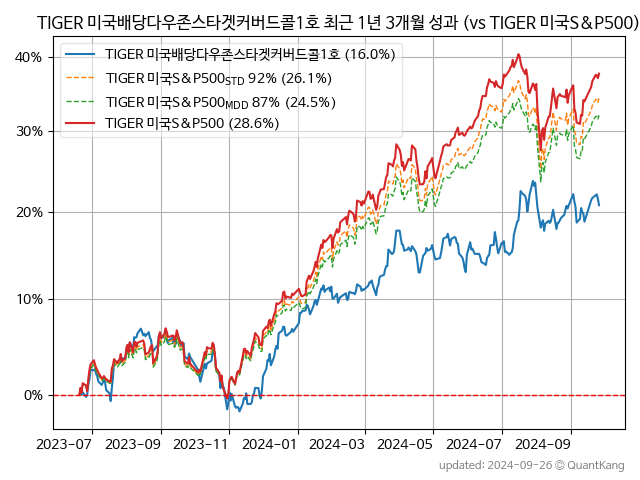 TIGER 미국배당다우존스타겟커버드콜1호 최근 1년 3개월 성과 (vs TIGER 미국S&P500)
TIGER 미국배당다우존스타겟커버드콜1호 (16.0%)
TIGER 미국S&P500STD 92% (26.1%)
TIGER 미국S&P500MDD 87% (24.5%)
TIGER 미국S&P500 (28.6%)
40%
30%
20%
10%
0%
2023-07 2023-09 2023-11 2024-01 2024-03 2024-05 2024-07 2024-09
updated: 2024-09-26 © QuantKang